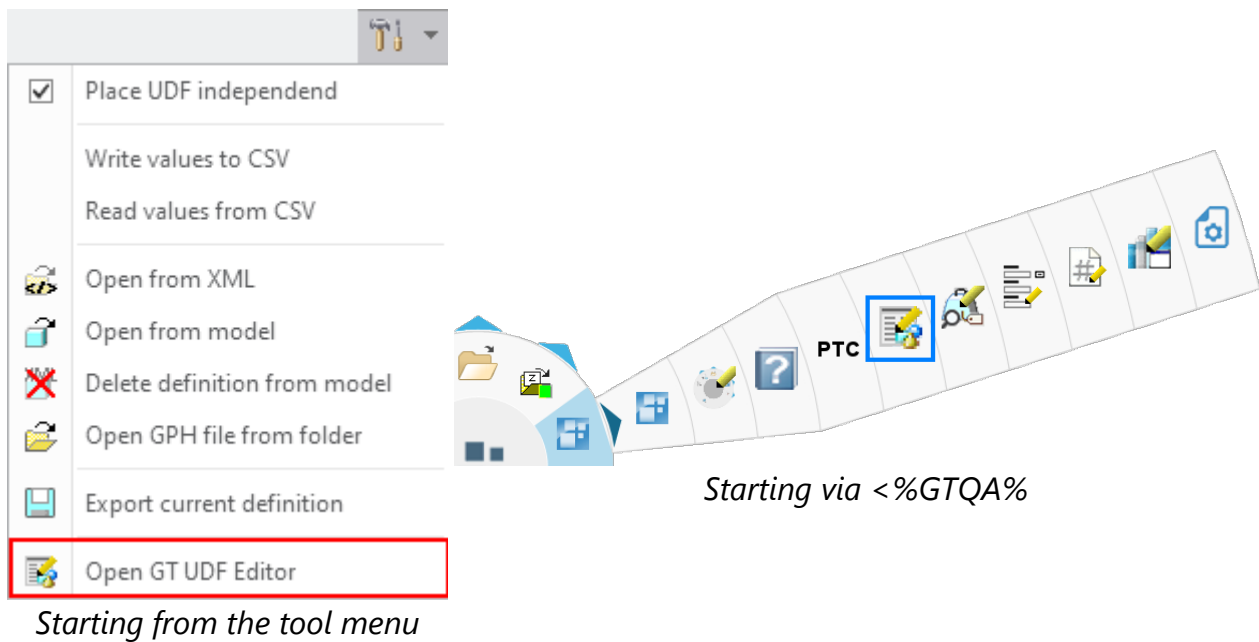 Place UDF independend
Write values to CSV
Read values from CSV
Open from XML
Open from model
Delete definition from model
Open GPH file from folder
Export current definition
Open GT UDF Editor
Starting from the tool menu
PTC
Starting via <%GTQA%